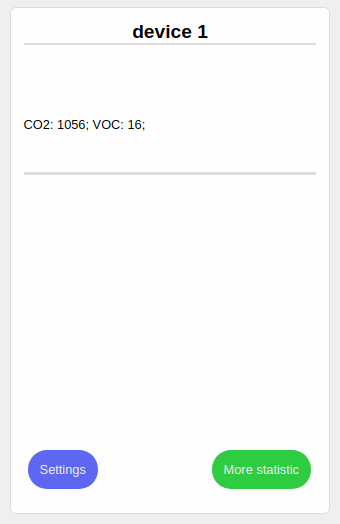 device 1
CO2: 1056; VOC: 16;
Settings
More statistic